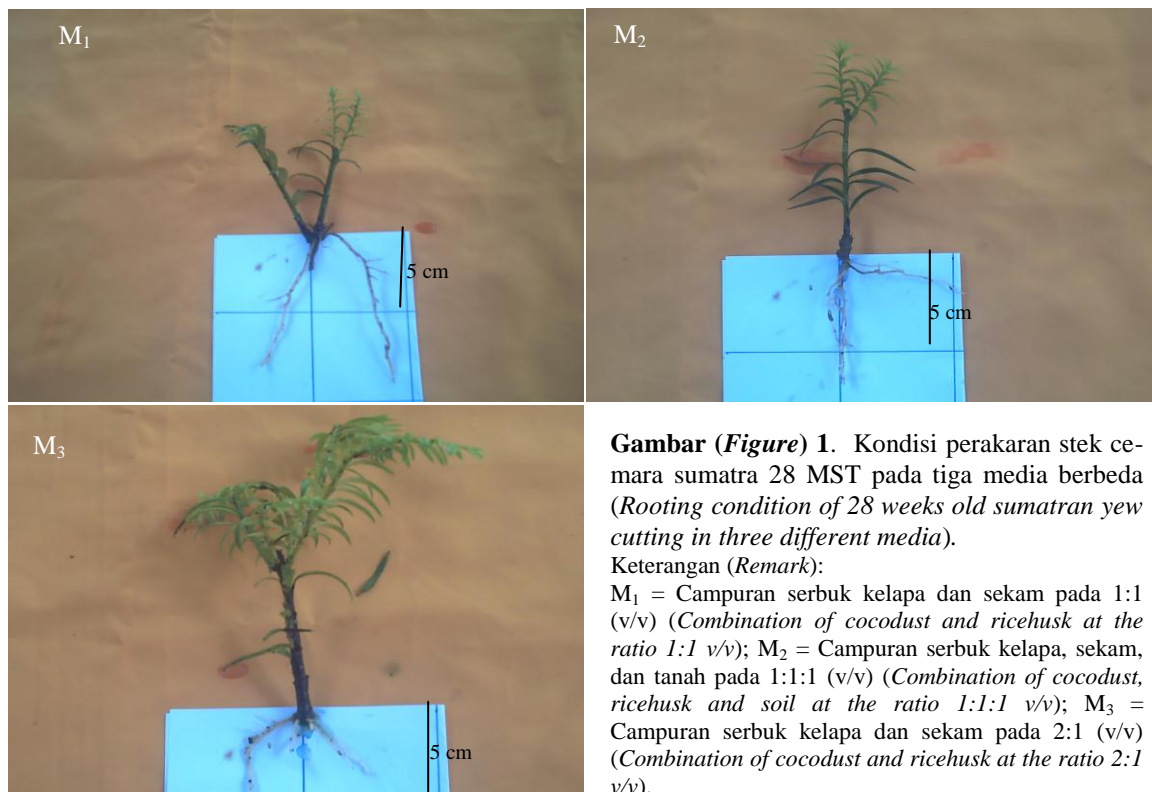 M₁
5 cm
M₂
5 cm
M₃
5 cm
Gambar (Figure) 1. Kondisi perakaran stek ce-
mara sumatra 28 MST pada tiga media berbeda
(Rooting condition of 28 weeks old sumatran yew
cutting in three different media).
Keterangan (Remark):
M₁ = Campuran serbuk kelapa dan sekam pada 1:1
(v/v) (Combination of cocodust and ricehusk at the
ratio 1:1 v/v); M₂ = Campuran serbuk kelapa, sekam,
dan tanah pada 1:1:1 (v/v) (Combination of cocodust,
ricehusk and soil at the ratio 1:1:1 v/v); M₃ =
Campuran serbuk kelapa dan sekam pada 2:1 (v/v)
(Combination of cocodust and ricehusk at the ratio 2:1
v/v).